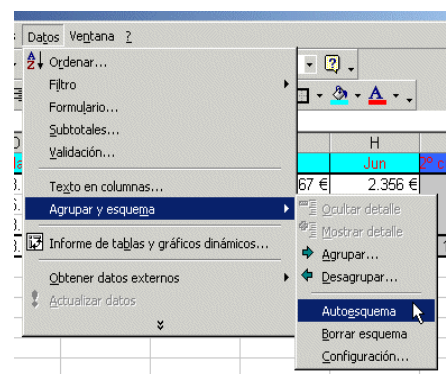 Datos Ventana ?
Ordenar...
Filtro
Formulario...
Subtotales...
Validación...
H
Jun
2º c
67 €
2.356 €
Texto en columnas...
Agrupar y esquema
Ocultar detalle
Mostrar detalle
Informe de tablas y gráficos dinámicos...
Agrupar...
Obtener datos externos
Desagrupar...
Actualizar datos
Autoesquema
Borrar esquema
Configuración...